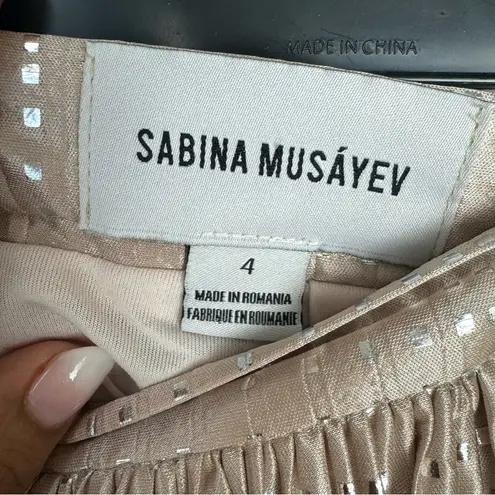 MADE IN CHINA
SABINA MUSÁYEV
4
MADE IN ROMANIA
FABRIQUE EN ROUMANIE